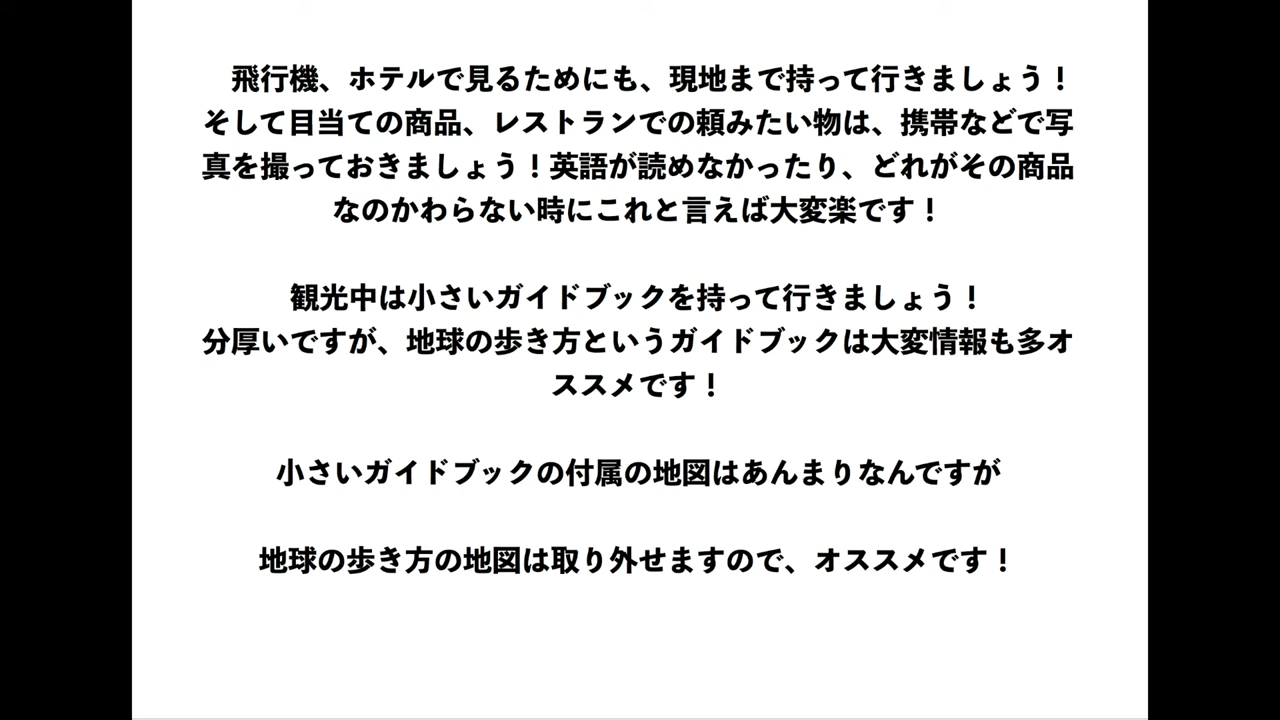 飛行機、ホテルで見るためにも、現地まで持って行きましょう！
そして目当ての商品、レストランでの頼みたい物は、携帯などで写
真を撮っておきましょう！英語が読めなかったり、どれがその商品
なのかわらない時にこれと言えば大変楽です！
観光中は小さいガイドブックを持って行きましょう！
分厚いですが、地球の歩き方というガイドブックは大変情報も多オ
ススメです！
小さいガイドブックの付属の地図はあんまりなんですが
地球の歩き方の地図は取り外せますので、オススメです！